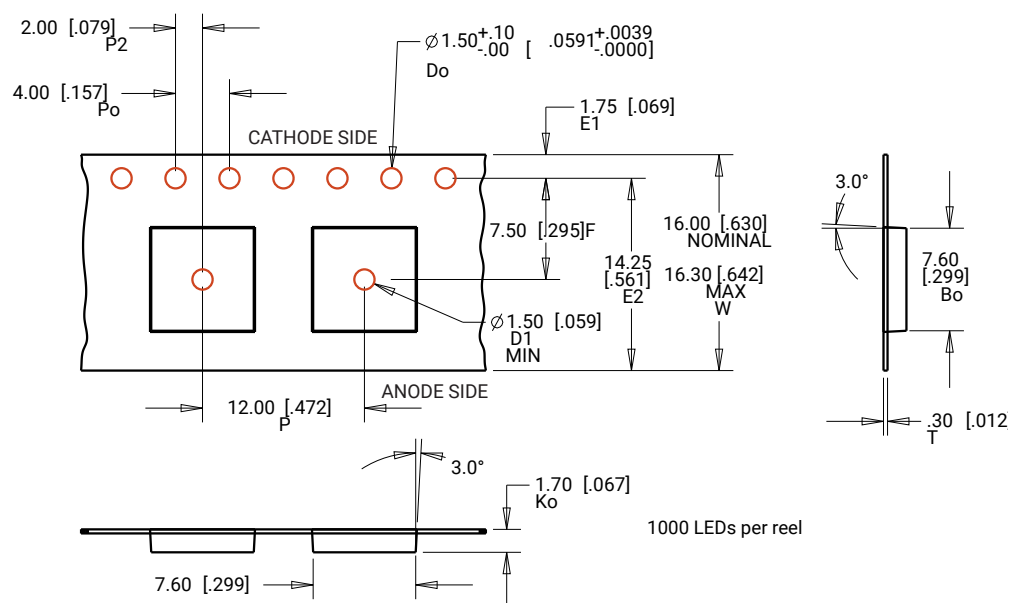 2.00 [.079]
P2
Ø 1.50 +.10 -.00 [ .0591 +.0039 -.0000]
Do
4.00 [.157]
Po
1.75 [.069]
E1
CATHODE SIDE
3.0°
7.50 [.295]F
16.00 [.630]
NOMINAL
14.25
[.561]
E2
16.30 [.642]
MAX
W
7.60
[.299]
Bo
Ø 1.50 [.059]
D1
MIN
ANODE SIDE
12.00 [.472]
P
.30 [.012]
T
3.0°
1.70 [.067]
Ko
1000 LEDs per reel
7.60 [.299]